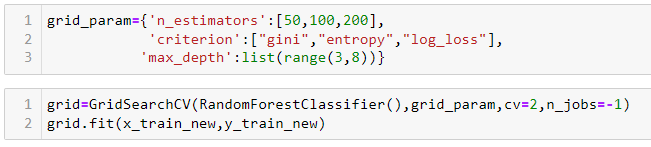 1 grid_param={'n_estimators':[50,100,200],
2 'criterion':["gini","entropy","log_loss"],
3 'max_depth':list(range(3,8))}
1 grid=GridSearchCV(RandomForestClassifier(),grid_param,cv=2,n_jobs=-1)
2 grid.fit(x_train_new,y_train_new)